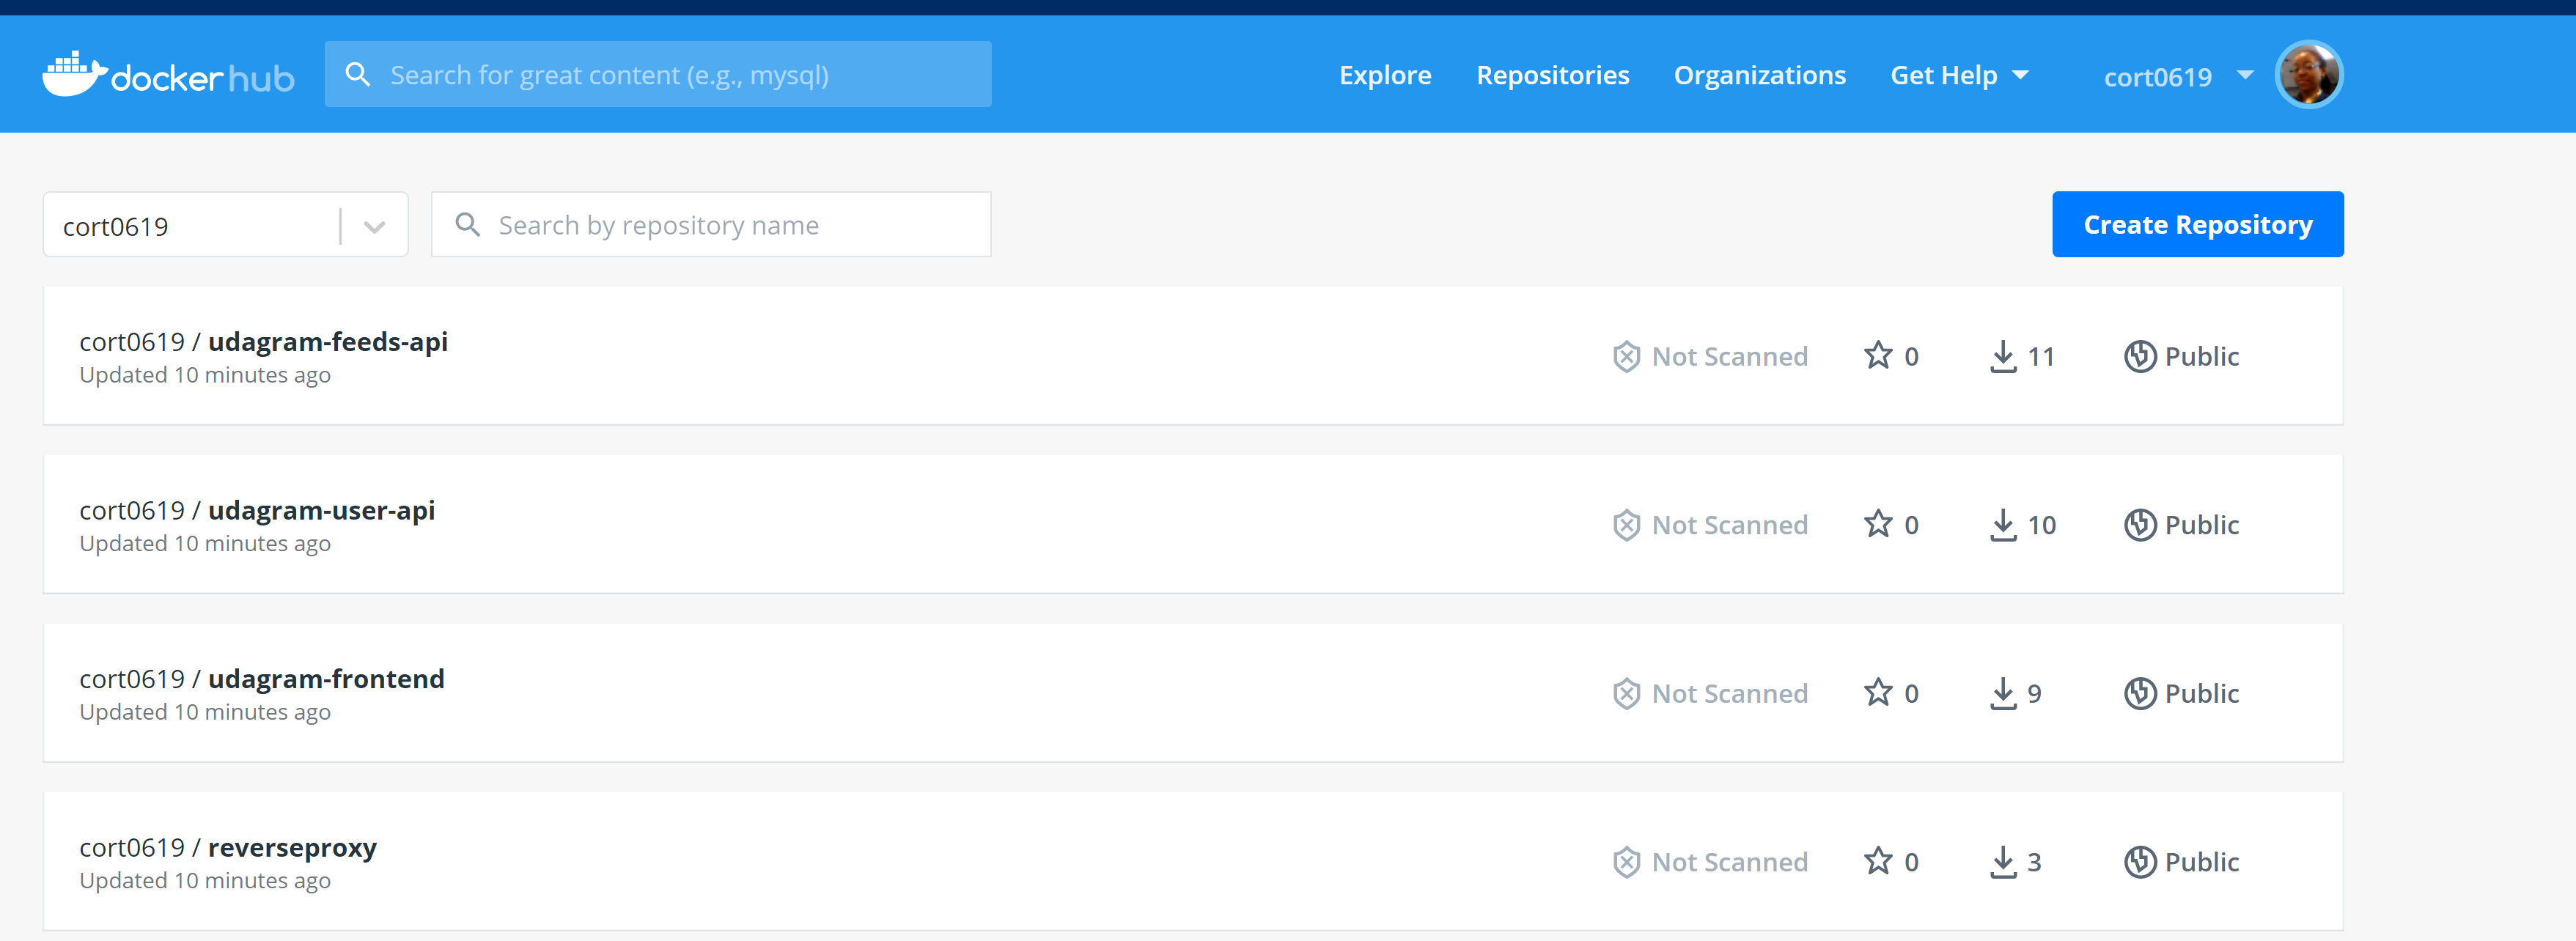 dockerhub
Search for great content (e.g., mysql)
Explore
Repositories
Organizations
Get Help
cort0619
cort0619
Search by repository name
Create Repository
cort0619 / udagram-feeds-api
Updated 10 minutes ago
Not Scanned
0
11
Public
cort0619 / udagram-user-api
Updated 10 minutes ago
Not Scanned
0
10
Public
cort0619 / udagram-frontend
Updated 10 minutes ago
Not Scanned
0
9
Public
cort0619 / reverseproxy
Updated 10 minutes ago
Not Scanned
0
3
Public